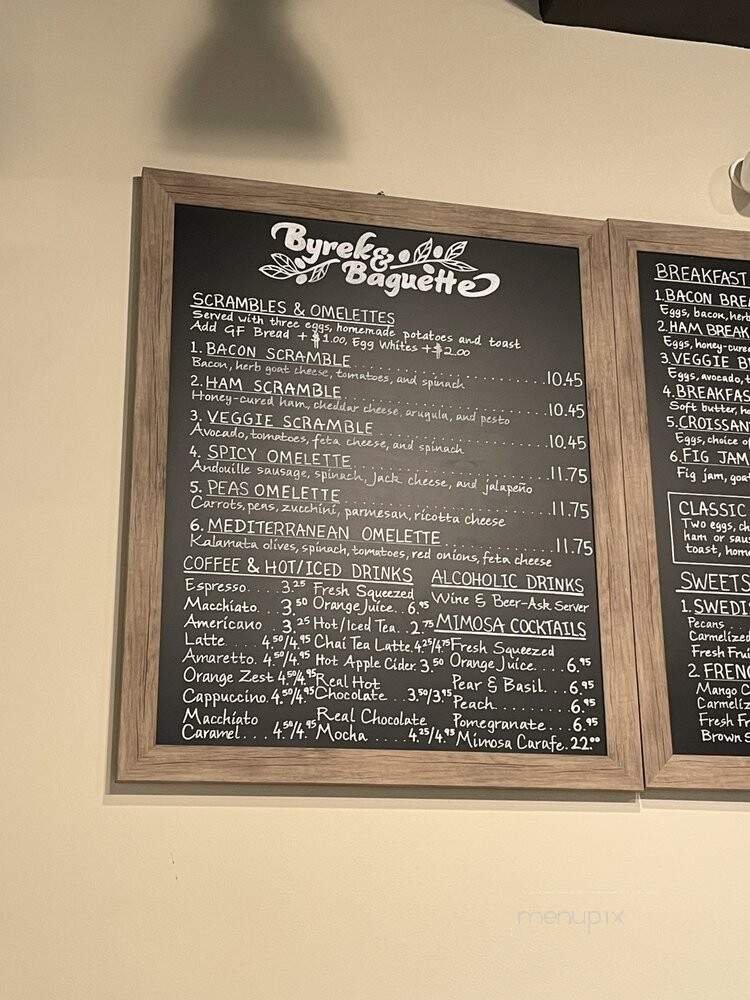 Byrek &
Baguette
SCRAMBLES & OMELETTES
Served with three eggs, homemade potatoes and toast
Add GF Bread + $1.00, Egg Whites + $2.00
1. BACON SCRAMBLE 10.45
Bacon, herb goat cheese, tomatoes, and spinach
2. HAM SCRAMBLE 10.45
Honey-cured ham, cheddar cheese, arugula, and pesto
3. VEGGIE SCRAMBLE 10.45
Avocado, tomatoes, feta cheese, and spinach
4. SPICY OMELETTE 11.75
Andouille sausage, spinach, Jack cheese, and jalapeño
5. PEAS OMELETTE 11.75
Carrots, peas, zucchini, parmesan, ricotta cheese
6. MEDITERRANEAN OMELETTE 11.75
Kalamata olives, spinach, tomatoes, red onions, feta cheese
COFFEE & HOT/ICED DRINKS
Espresso.... 3.25
Macchiato... 3.50
Americano 3.25
Latte..... 4.50/4.95
Amaretto. 4.50/4.95
Orange Zest 4.50/4.95
Cappuccino. 4.50/4.95
Macchiato
Caramel.... 4.50/4.95
Fresh Squeezed
Orange Juice.. 6.95
Hot/Iced Tea.. 2.75
Chai Tea Latte. 4.25/4.75
Hot Apple Cider. 3.50
Real Hot
Chocolate ...3.50/3.95
Real Chocolate
Mocha..... 4.25/4.95
ALCOHOLIC DRINKS
Wine & Beer-Ask Server
MIMOSA COCKTAILS
Fresh Squeezed
Orange Juice.... 6.95
Pear & Basil... 6.95
Peach......... 6.95
Pomegranate... 6.95
Mimosa Carafe. 22.00
BREAKFAST
1. BACON BRE
Eggs, bacon, herb
2. HAM BREAK
Eggs, honey-cure
3. VEGGIE B
Eggs, avocado, t
4. BREAKFAS
Soft butter, h
5. CROISSAN
Eggs, choice o
6. FIG JAM
Fig jam, goa
CLASSIC
Two eggs, ch
ham or saus
toast, hom
SWEETS
1. SWEDI
Pecans...
Carmelized
Fresh Frui
2. FRENC
Mango C
Carmeliz
Fresh Fr
Brown S
menupix